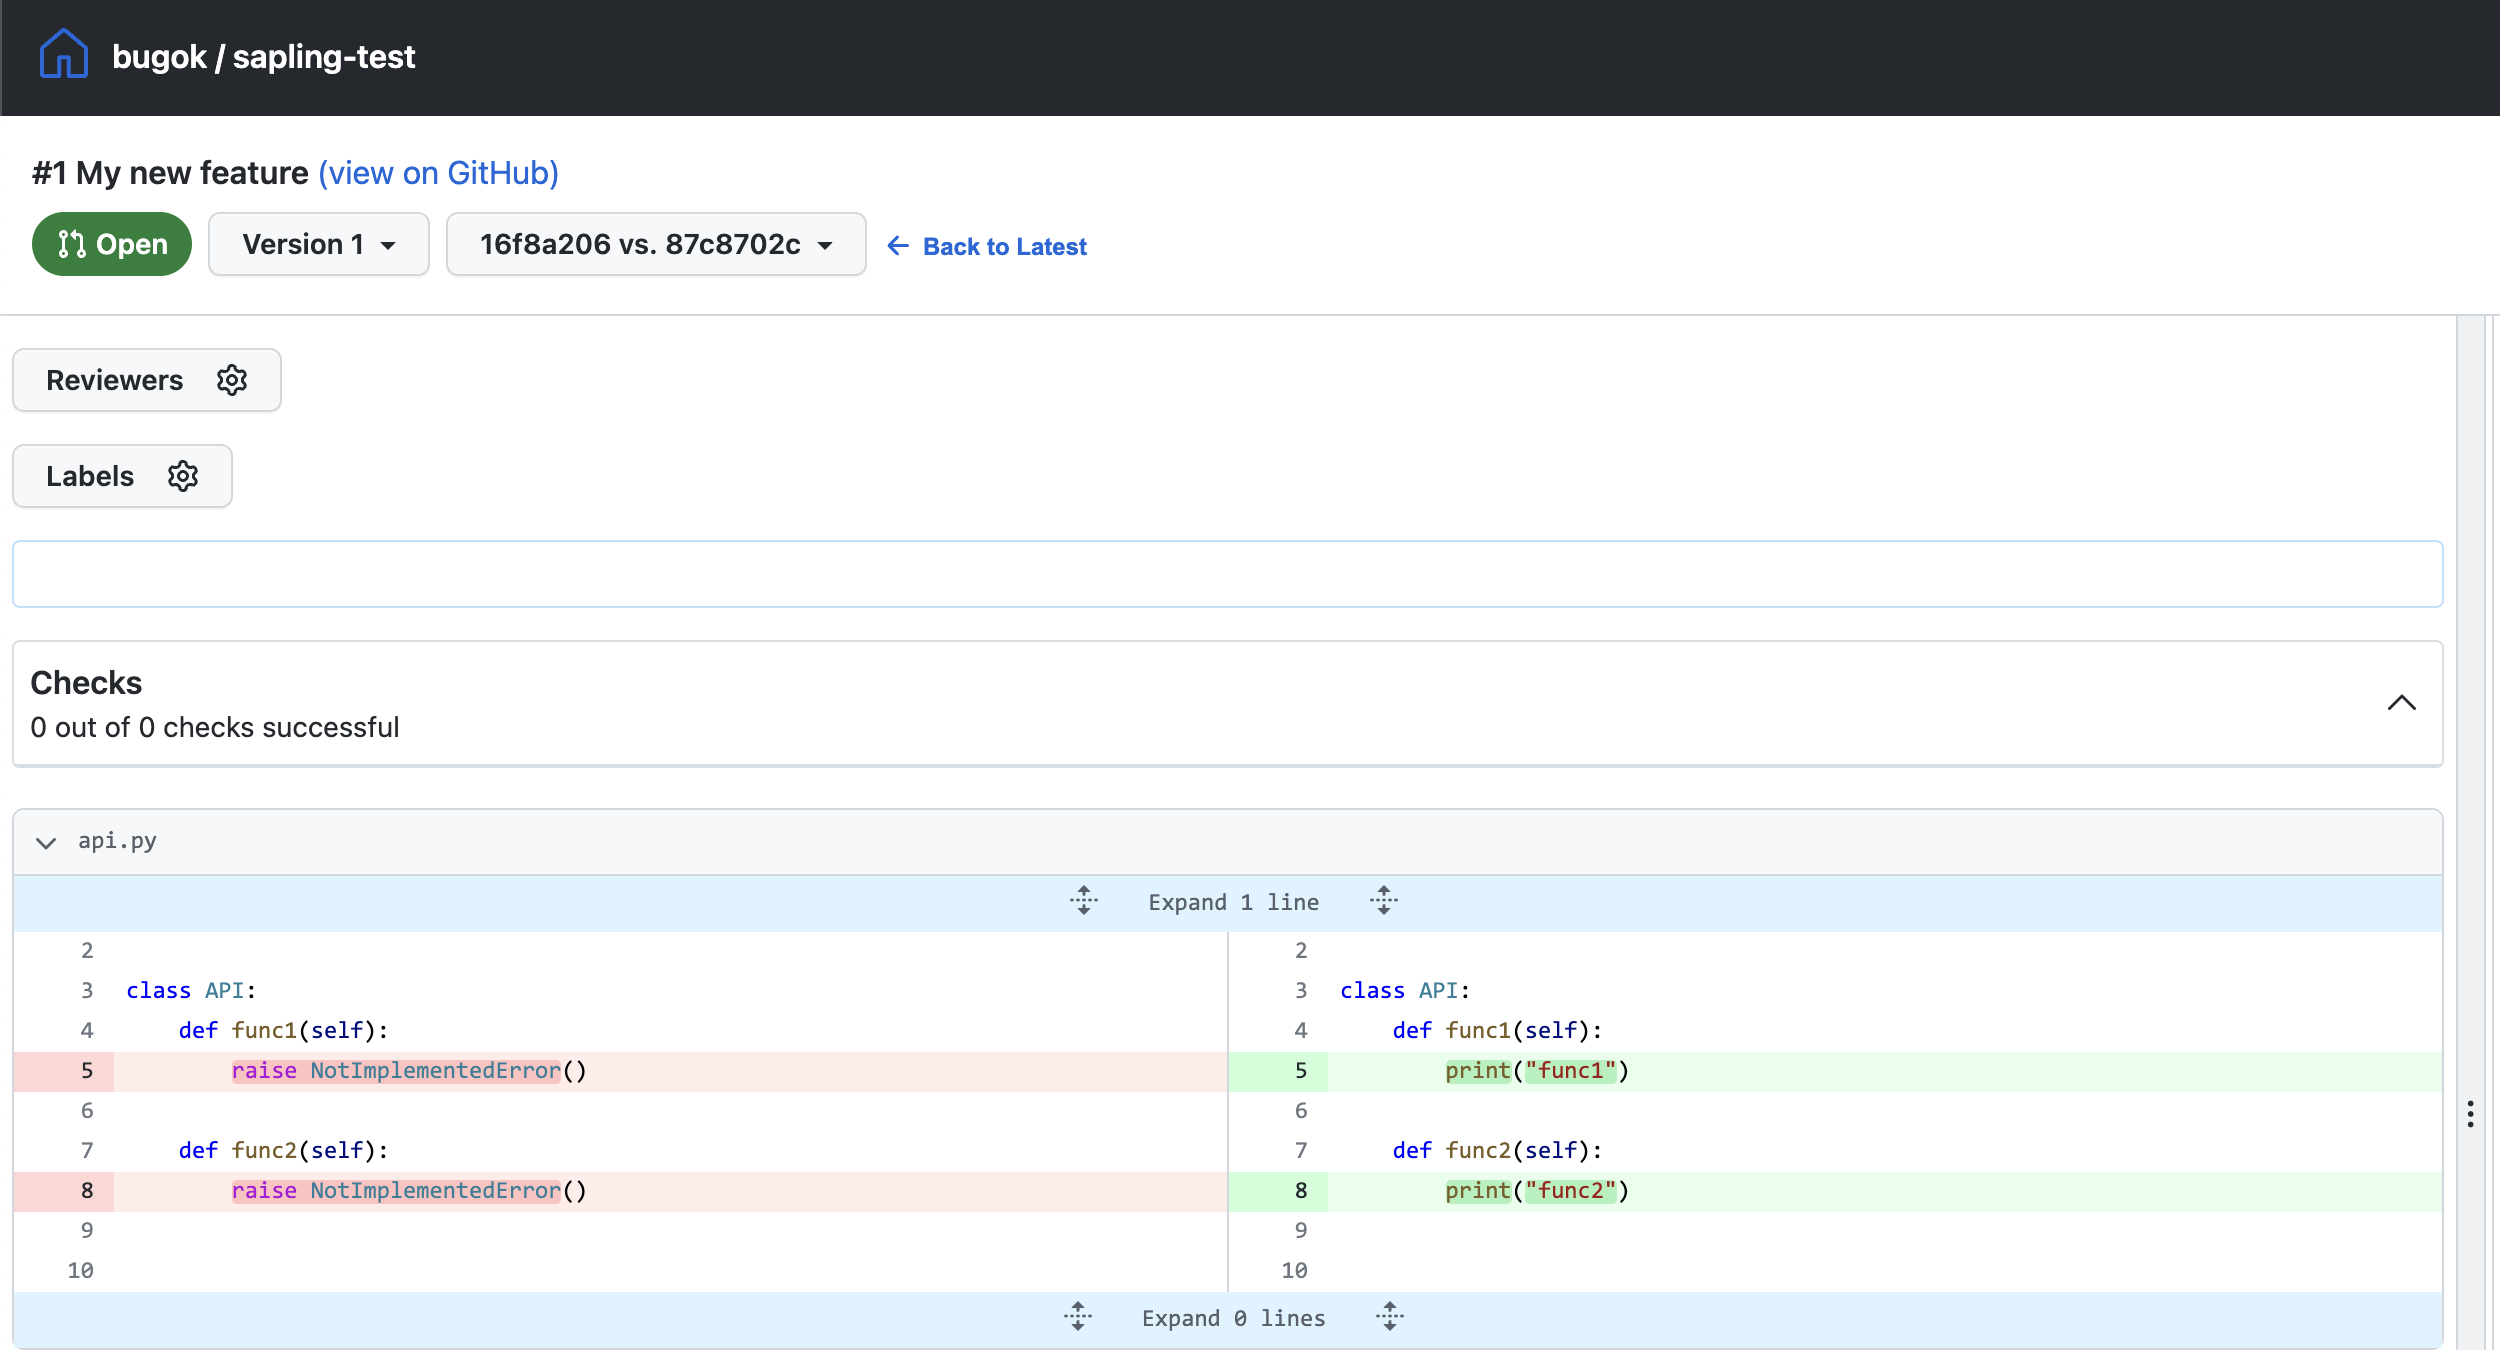 bugok / sapling-test
#1 My new feature (view on GitHub)
Open Version 1 16f8a206 vs. 87c8702c Back to Latest
Reviewers
Labels
Checks
0 out of 0 checks successful
api.py
Expand 1 line
2 2
3 class API: 3 class API:
4 def func1(self): 4 def func1(self):
5 raise NotImplementedError() 5 print("func1")
6 6
7 def func2(self): 7 def func2(self):
8 raise NotImplementedError() 8 print("func2")
9 9
10 10
Expand 0 lines